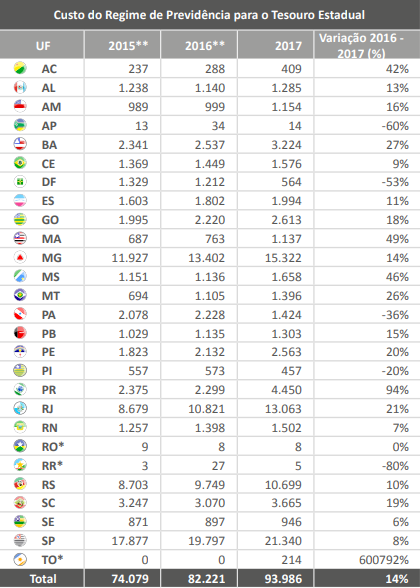 Custo do Regime de Previdência para o Tesouro Estadual
UF 2015** 2016** 2017 Variação 2016 - 2017 (%)
AC 237 288 409 42%
AL 1.238 1.140 1.285 13%
AM 989 999 1.154 16%
AP 13 34 14 -60%
BA 2.341 2.537 3.224 27%
CE 1.369 1.449 1.576 9%
DF 1.329 1.212 564 -53%
ES 1.603 1.802 1.994 11%
GO 1.995 2.220 2.613 18%
MA 687 763 1.137 49%
MG 11.927 13.402 15.322 14%
MS 1.151 1.136 1.658 46%
MT 694 1.105 1.396 26%
PA 2.078 2.228 1.424 -36%
PB 1.029 1.135 1.303 15%
PE 1.823 2.132 2.563 20%
PI 557 573 457 -20%
PR 2.375 2.299 4.450 94%
RJ 8.679 10.821 13.063 21%
RN 1.257 1.398 1.502 7%
RO* 9 8 8 0%
RR* 3 27 5 -80%
RS 8.703 9.749 10.699 10%
SC 3.247 3.070 3.665 19%
SE 871 897 946 6%
SP 17.877 19.797 21.340 8%
TO* 0 0 214 600792%
Total 74.079 82.221 93.986 14%